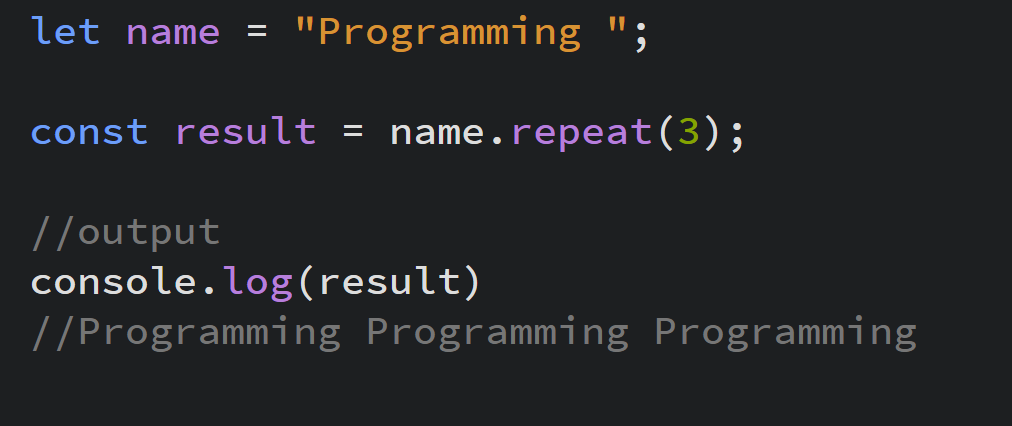 let name = "Programming ";
const result = name.repeat(3);
//output
console.log(result)
//Programming Programming Programming